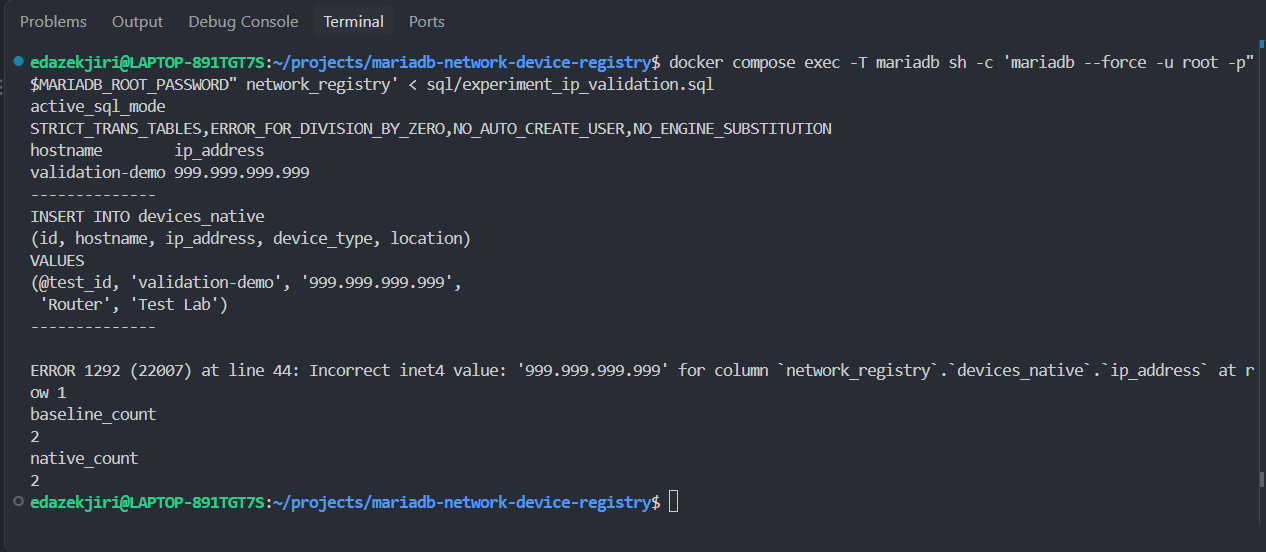 Problems Output Debug Console Terminal Ports
edazekjiri@LAPTOP-891TGT7S:~/projects/mariadb-network-device-registry$ docker compose exec -T mariadb sh -c 'mariadb --force -u root -p"
$MARIADB_ROOT_PASSWORD" network_registry' < sql/experiment_ip_validation.sql
active_sql_mode
STRICT_TRANS_TABLES,ERROR_FOR_DIVISION_BY_ZERO,NO_AUTO_CREATE_USER,NO_ENGINE_SUBSTITUTION
hostname ip_address
validation-demo 999.999.999.999
--------------
INSERT INTO devices_native
(id, hostname, ip_address, device_type, location)
VALUES
(@test_id, 'validation-demo', '999.999.999.999',
'Router', 'Test Lab')
--------------
ERROR 1292 (22007) at line 44: Incorrect inet4 value: '999.999.999.999' for column `network_registry`.`devices_native`.`ip_address` at r
ow 1
baseline_count
2
native_count
2
edazekjiri@LAPTOP-891TGT7S:~/projects/mariadb-network-device-registry$